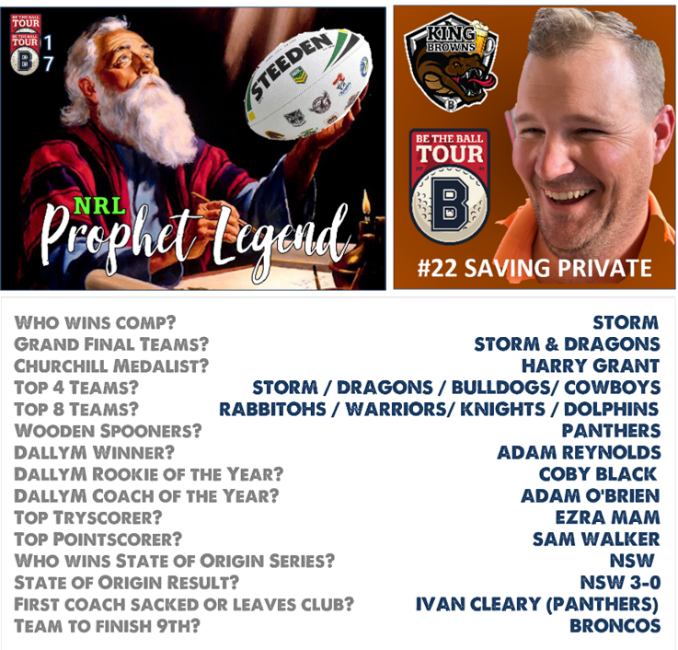 BE THE BALL
TOUR
BE THE BALL
TOUR
B
1
7
STEEDEN
NRL
Prophet Legend
KING
BROWNS
B
BE THE BALL
TOUR
B
#22 SAVING PRIVATE
WHO WINS COMP? STORM
GRAND FINAL TEAMS? STORM & DRAGONS
CHURCHILL MEDALIST? HARRY GRANT
TOP 4 TEAMS? STORM / DRAGONS / BULLDOGS/ COWBOYS
TOP 8 TEAMS? RABBITOHS / WARRIORS/ KNIGHTS / DOLPHINS
WOODEN SPOONERS? PANTHERS
DALLYM WINNER? ADAM REYNOLDS
DALLYM ROOKIE OF THE YEAR? COBY BLACK
DALLYM COACH OF THE YEAR? ADAM O'BRIEN
TOP TRYSCORER? EZRA MAM
TOP POINTSCORER? SAM WALKER
WHO WINS STATE OF ORIGIN SERIES? NSW
STATE OF ORIGIN RESULT? NSW 3-0
FIRST COACH SACKED OR LEAVES CLUB? IVAN CLEARY (PANTHERS)
TEAM TO FINISH 9TH? BRONCOS